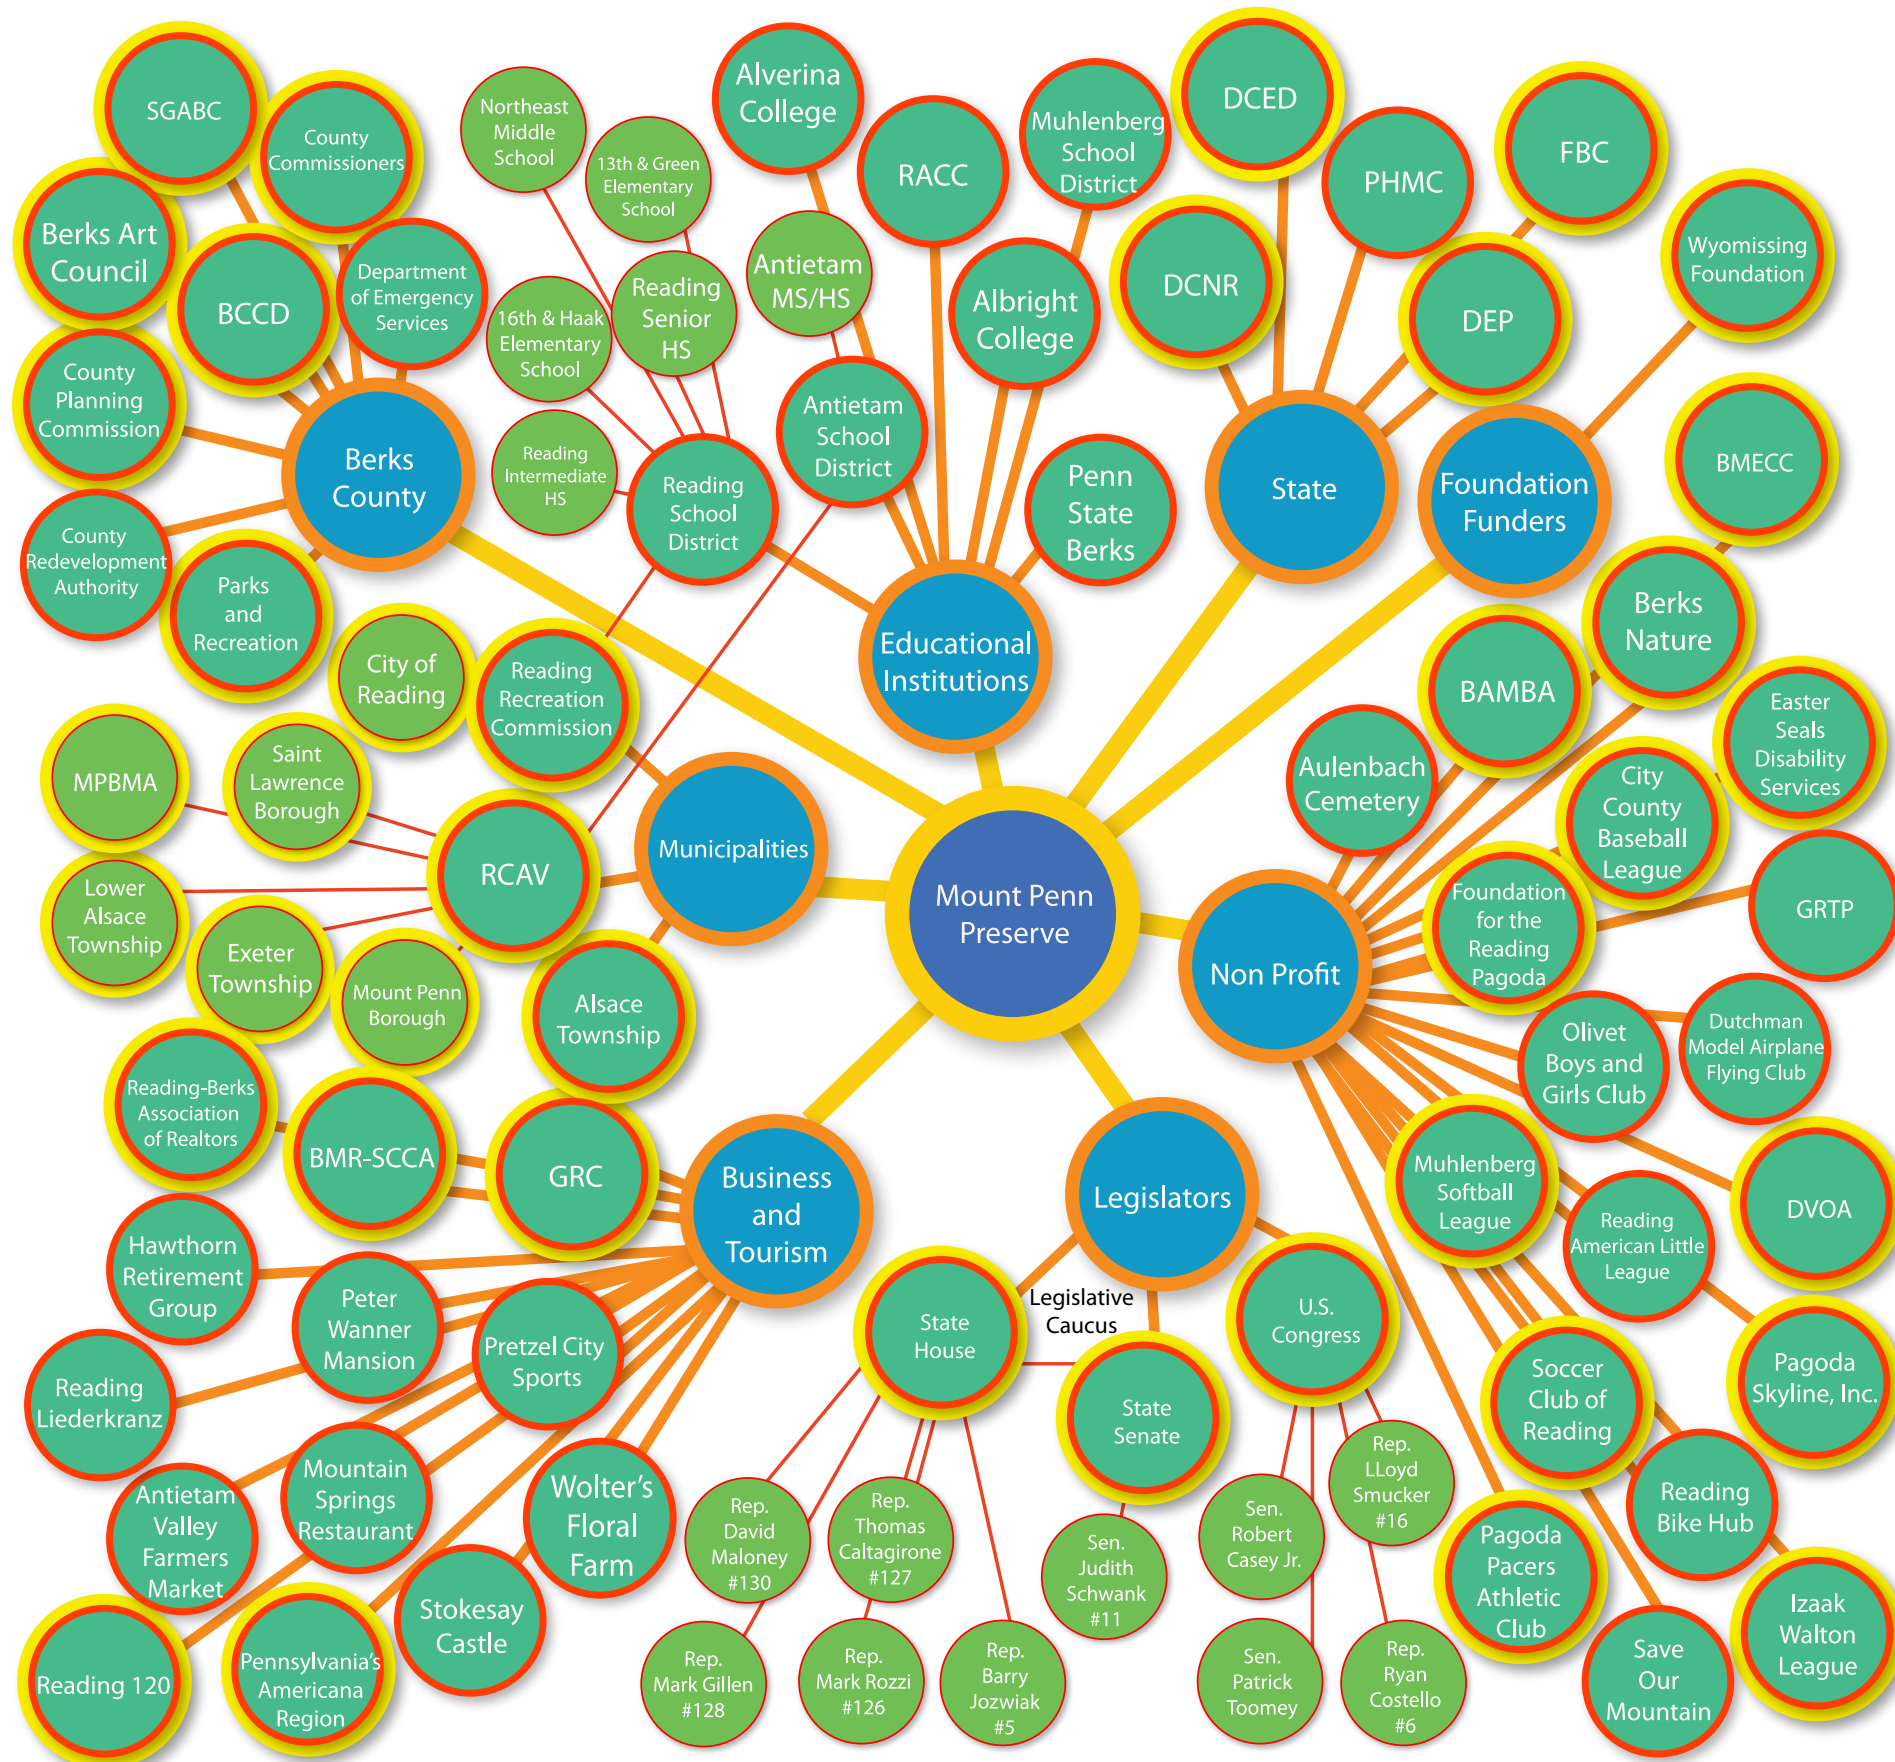 SGABC
County
Commissioners
Berks Art
Council
BCCD
Department
of Emergency
Services
County
Planning
Commission
Berks
County
County
Redevelopment
Authority
Parks
and
Recreation
Northeast
Middle
School
13th & Green
Elementary
School
16th & Haak
Elementary
School
Reading
Senior
HS
Reading
Intermediate
HS
Reading
School
District
Alverina
College
Antietam
MS/HS
Antietam
School
District
RACC
Muhlenberg
School
District
Albright
College
Penn
State
Berks
Educational
Institutions
DCED
PHMC
DCNR
DEP
State
FBC
Wyomissing
Foundation
Foundation
Funders
BMECC
Berks
Nature
BAMBA
Easter
Seals
Disability
Services
Aulenbach
Cemetery
City
County
Baseball
League
Foundation
for the
Reading
Pagoda
GRTP
Non Profit
Olivet
Boys and
Girls Club
Dutchman
Model Airplane
Flying Club
Muhlenberg
Softball
League
Reading
American Little
League
DVOA
Soccer
Club of
Reading
Pagoda
Skyline, Inc.
Reading
Bike Hub
Pagoda
Pacers
Athletic
Club
Save
Our
Mountain
Izaak
Walton
League
City of
Reading
Reading
Recreation
Commission
MPBMA
Saint
Lawrence
Borough
RCAV
Municipalities
Lower
Alsace
Township
Exeter
Township
Mount Penn
Borough
Alsace
Township
Mount Penn
Preserve
Reading-Berks
Association
of Realtors
BMR-SCCA
GRC
Business
and
Tourism
Hawthorn
Retirement
Group
Peter
Wanner
Mansion
Pretzel City
Sports
Reading
Liederkranz
Antietam
Valley
Farmers
Market
Mountain
Springs
Restaurant
Wolter's
Floral
Farm
Stokesay
Castle
Reading 120
Pennsylvania's
Americana
Region
Legislators
State
House
Legislative
Caucus
State
Senate
U.S.
Congress
Rep.
David
Maloney
#130
Rep.
Thomas
Caltagirone
#127
Sen.
Judith
Schwank
#11
Sen.
Robert
Casey Jr.
Rep.
LLoyd
Smucker
#16
Rep.
Mark Gillen
#128
Rep.
Mark Rozzi
#126
Rep.
Barry
Jozwiak
#5
Sen.
Patrick
Toomey
Rep.
Ryan
Costello
#6